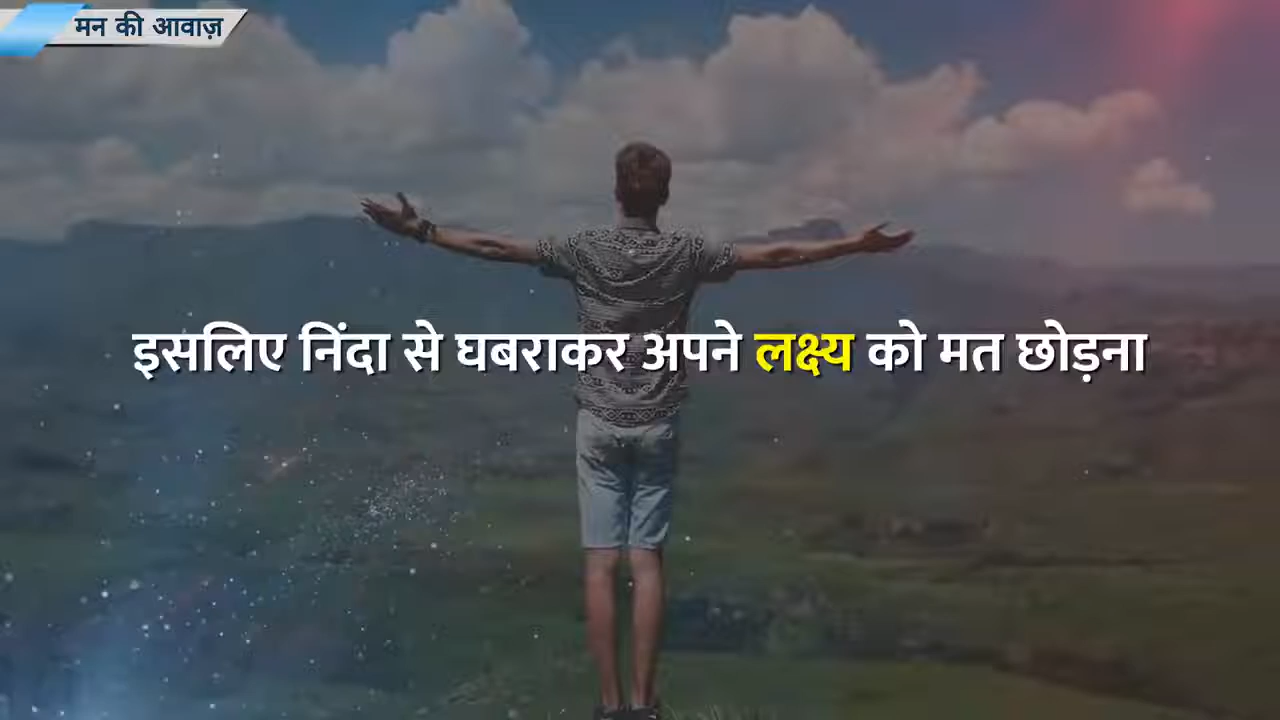 मन की आवाज़
इसलिए निंदा से घबराकर अपने लक्ष्य को मत छोड़ना